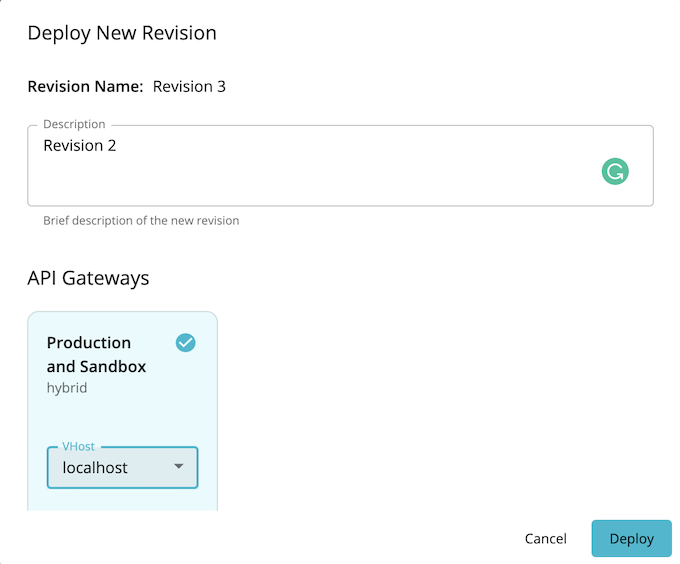 Deploy New Revision
Revision Name: Revision 3
Description
Revision 2
Brief description of the new revision
API Gateways
Production
and Sandbox
hybrid
VHost
localhost
Cancel
Deploy